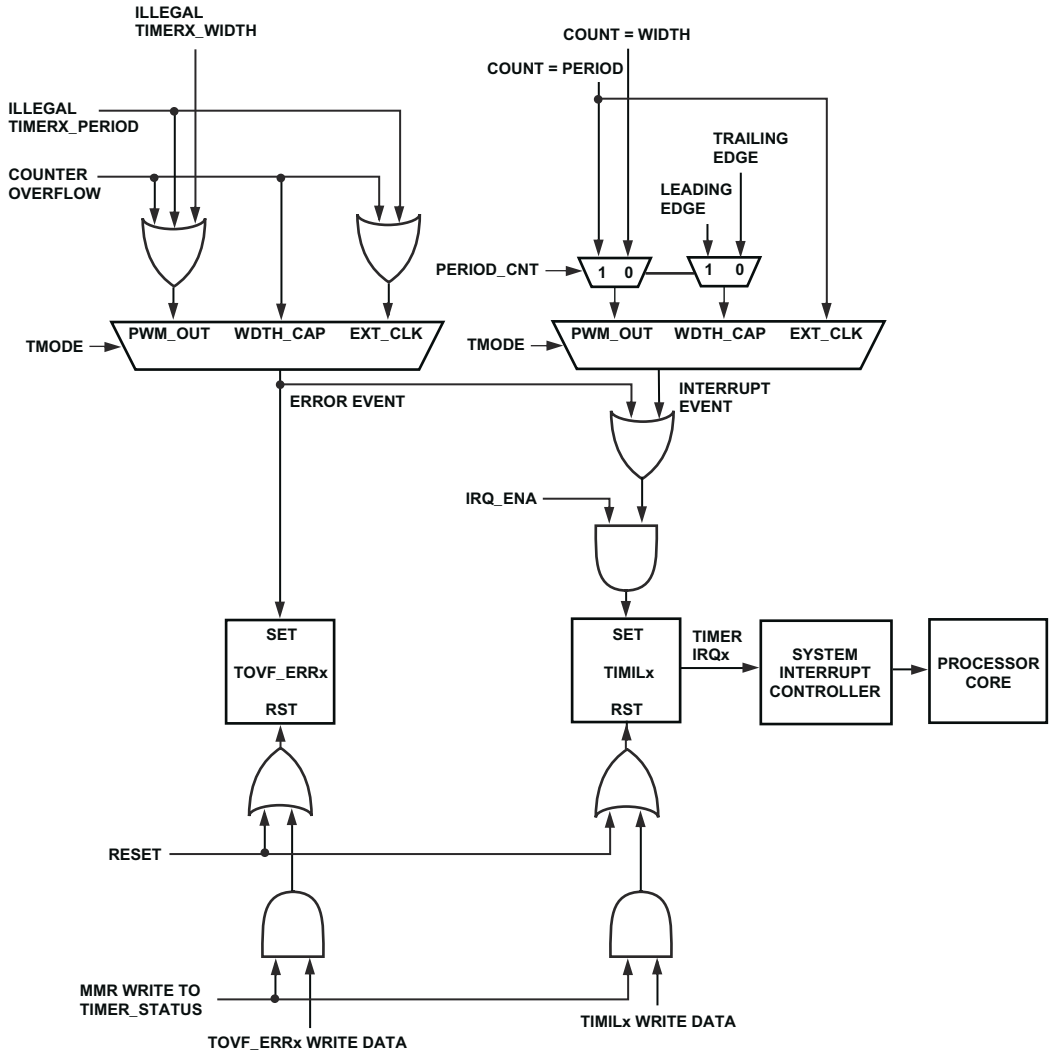 ILLEGAL
TIMERX_WIDTH
COUNT = WIDTH
COUNT = PERIOD
ILLEGAL
TIMERX_PERIOD
TRAILING
EDGE
COUNTER
OVERFLOW
LEADING
EDGE
PERIOD_CNT
1 0
1 0
TMODE
PWM_OUT WDTH_CAP EXT_CLK
TMODE
PWM_OUT WDTH_CAP EXT_CLK
ERROR EVENT
INTERRUPT
EVENT
IRQ_ENA
SET
TOVF_ERRx
RST
SET
TIMILx
RST
TIMER
IRQx
SYSTEM
INTERRUPT
CONTROLLER
PROCESSOR
CORE
RESET
MMR WRITE TO
TIMER_STATUS
TOVF_ERRx WRITE DATA
TIMILx WRITE DATA